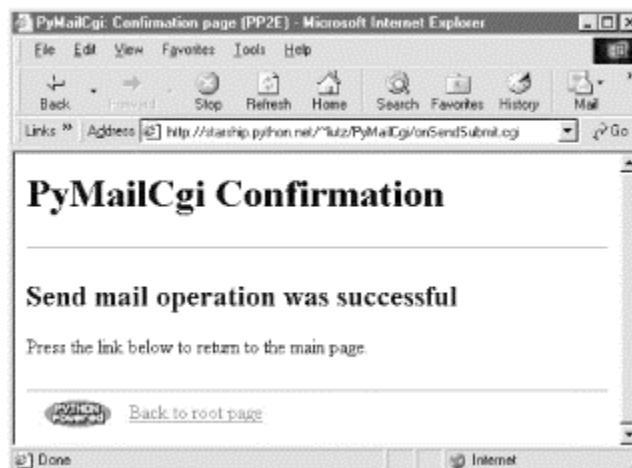 PyMailCgi: Confirmation page (PP2E) - Microsoft Internet Explorer
File Edit View Favorites Tools Help
Back Forward Stop Refresh Home Search Favorites History Mail
Links » Address http://starship.python.net/~lutz/PyMailCgi/onSendSubmit.cgi Go
PyMailCgi Confirmation
Send mail operation was successful
Press the link below to return to the main page.
PYTHON Powered Back to root page
Done Internet